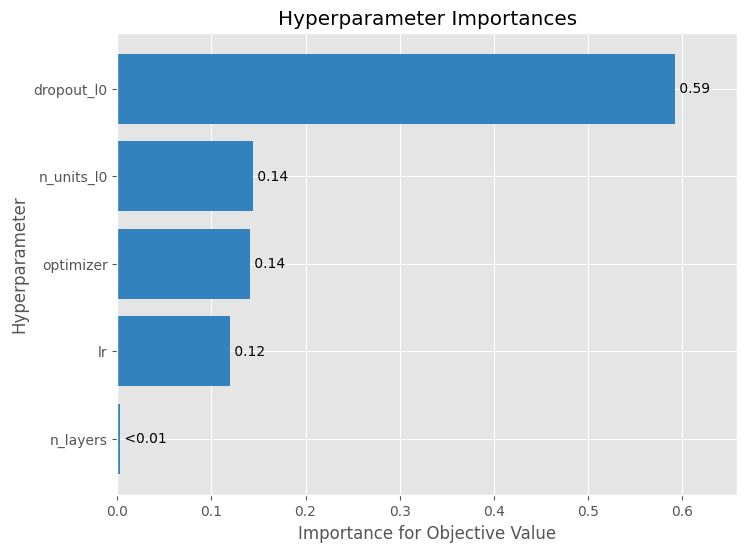 Hyperparameter Importances
Hyperparameter
dropout_l0
0.59
n_units_l0
0.14
optimizer
0.14
lr
0.12
n_layers
<0.01
0.0 0.1 0.2 0.3 0.4 0.5 0.6
Importance for Objective Value